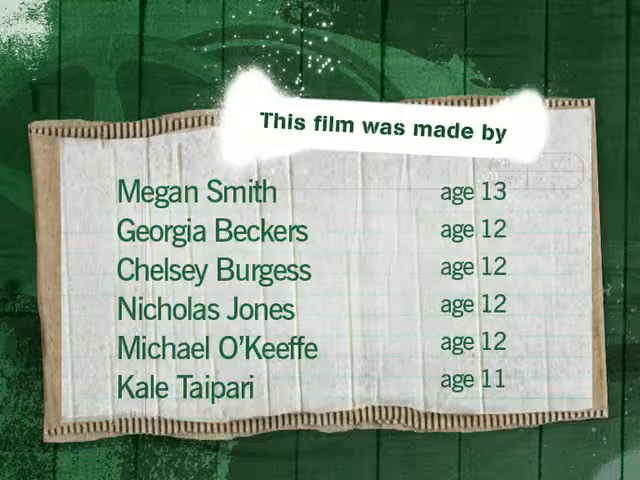 This film was made by
Megan Smith age 13
Georgia Beckers age 12
Chelsey Burgess age 12
Nicholas Jones age 12
Michael O'Keeffe age 12
Kale Taipari age 11